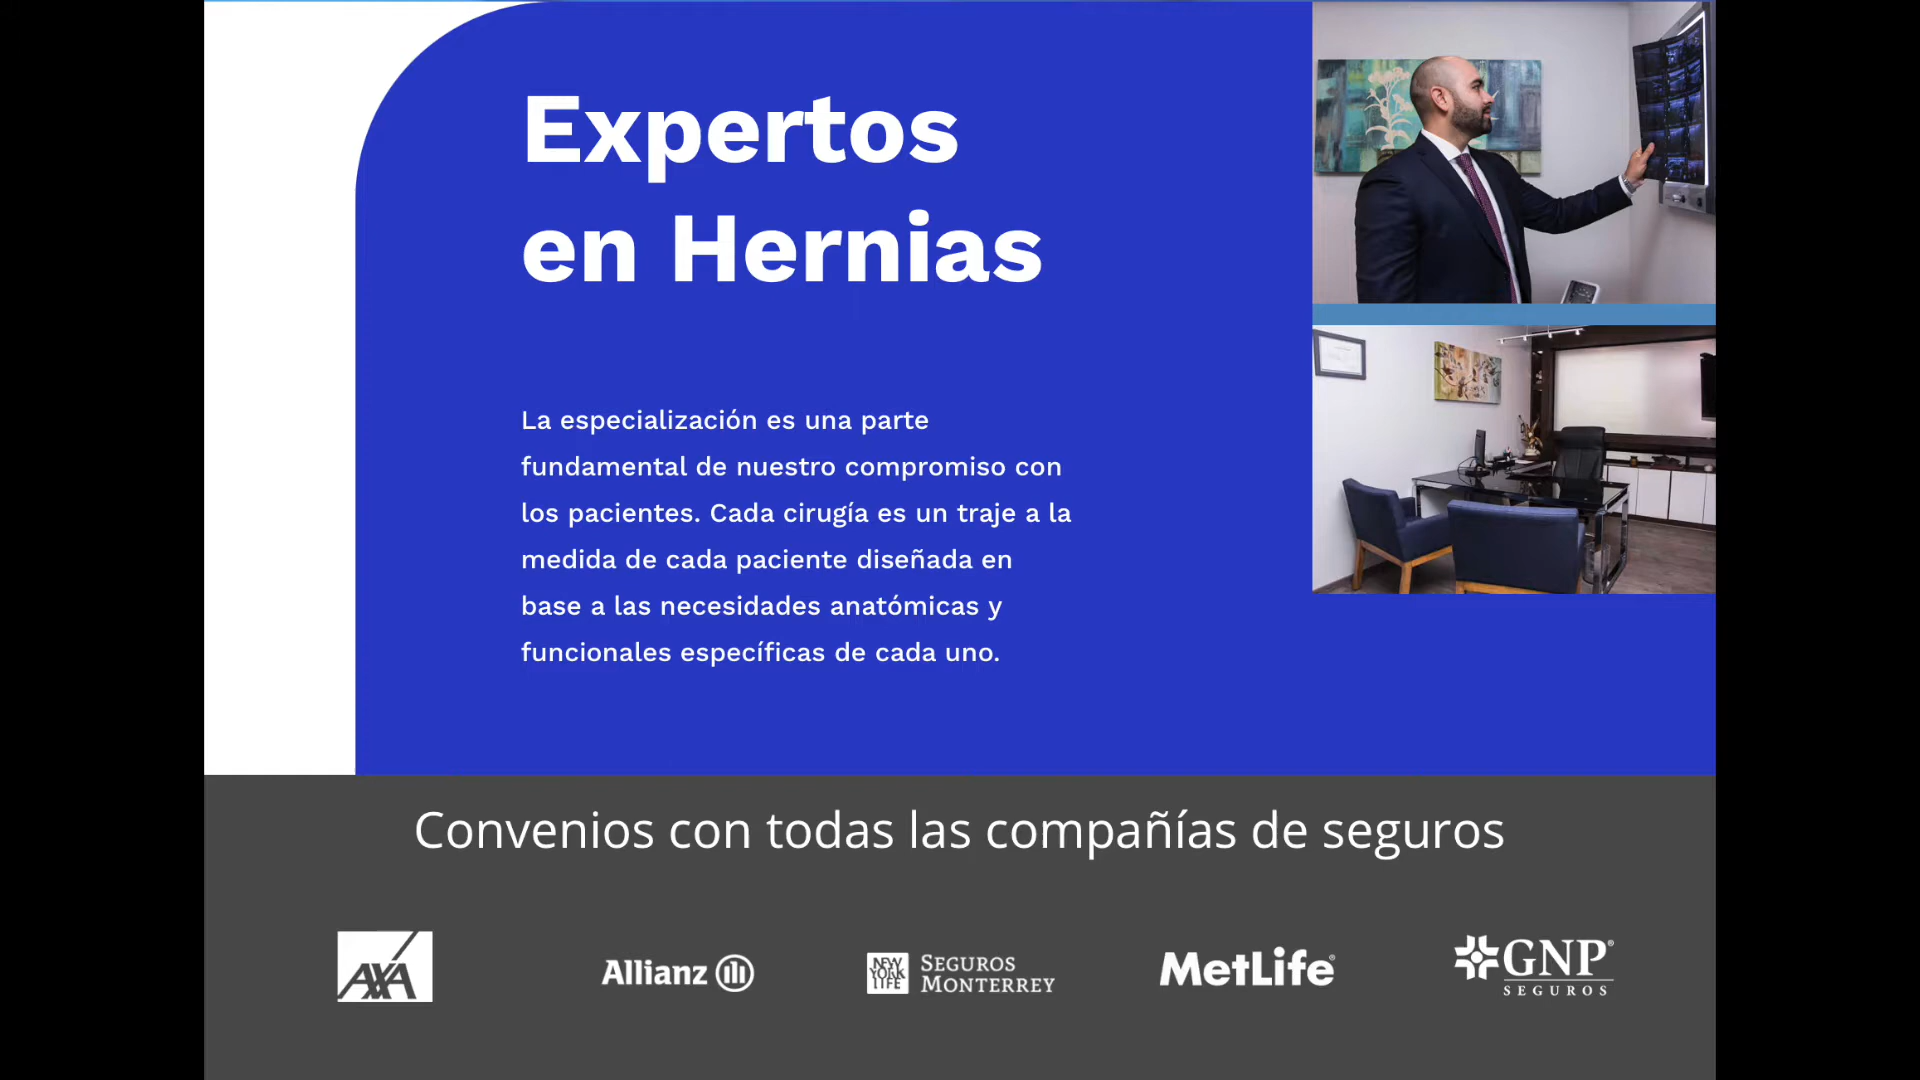 Expertos
en Hernias
La especialización es una parte
fundamental de nuestro compromiso con
los pacientes. Cada cirugía es un traje a la
medida de cada paciente diseñada en
base a las necesidades anatómicas y
funcionales específicas de cada uno.
Convenios con todas las compañías de seguros
AXA
Allianz
NEW
YORK
LIFE
SEGUROS
MONTERREY
MetLife®
GNP®
SEGUROS